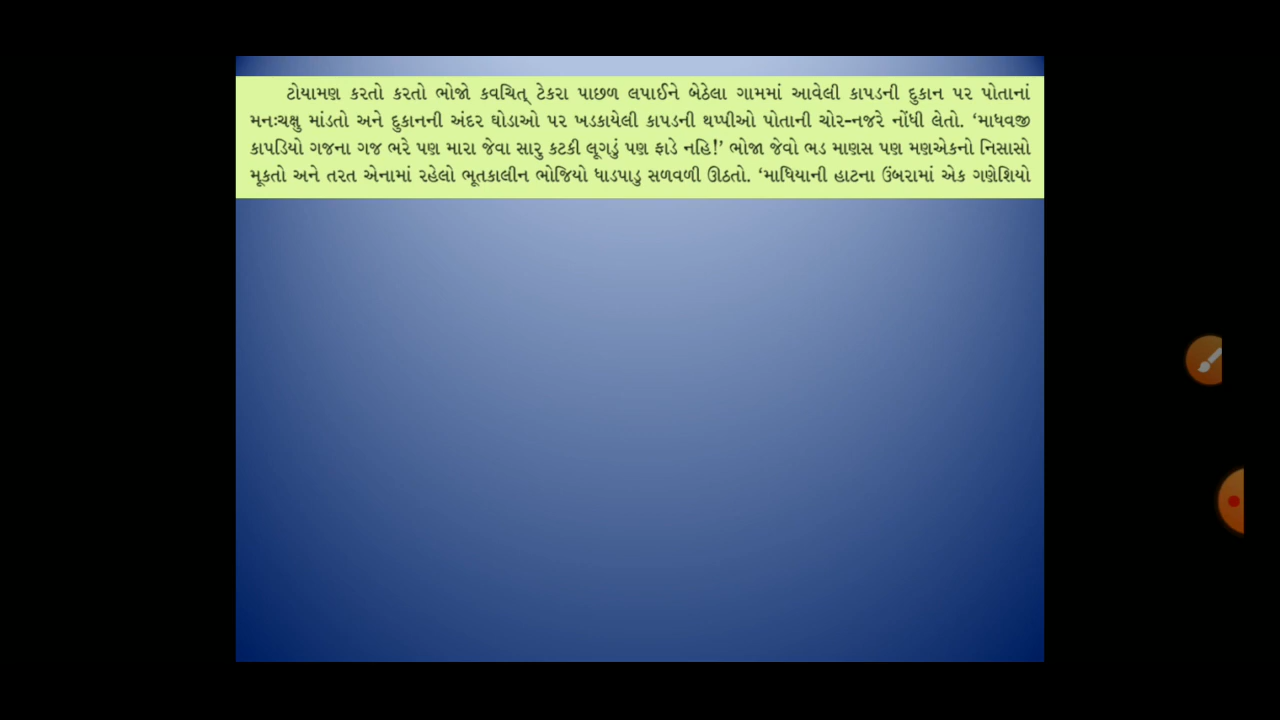 ટોયામણ કરતો કરતો ભોજો કવચિત્ ટેકરા પાછળ લપાઈને બેઠેલા ગામમાં આવેલી કાપડની દુકાન પર પોતાનાં
મનઃચક્ષુ માંડતો અને દુકાનની અંદર ઘોડાઓ પર ખડકાયેલી કાપડની થપ્પીઓ પોતાની ચોર-નજરે નોંધી લેતો. ‘માધવજી
કાપડિયો ગજના ગજ ભરે પણ મારા જેવા સારુ કટકી લૂગડું પણ ફાડે નહિ!’ ભોજા જેવો ભડ માણસ પણ મણએકનો નિસાસો
મૂકતો અને તરત એનામાં રહેલો ભૂતકાલીન ભોજિયો ધાડપાડુ સળવળી ઊઠતો. ‘માધિયાની હાટના ઉંબરામાં એક ગણેશિયો